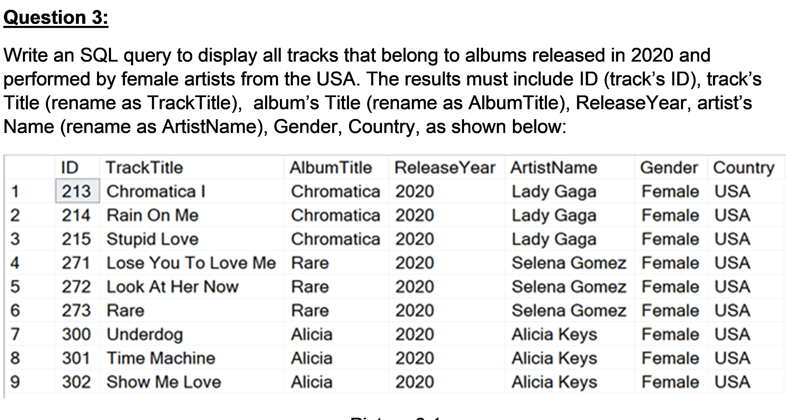 Question 3:
Write an SQL query to display all tracks that belong to albums released in 2020 and
performed by female artists from the USA. The results must include ID (track's ID), track's
Title (rename as TrackTitle), album's Title (rename as AlbumTitle), ReleaseYear, artist's
Name (rename as ArtistName), Gender, Country, as shown below:
ID TrackTitle AlbumTitle ReleaseYear ArtistName Gender Country
1 213 Chromatica I Chromatica 2020 Lady Gaga Female USA
2 214 Rain On Me Chromatica 2020 Lady Gaga Female USA
3 215 Stupid Love Chromatica 2020 Lady Gaga Female USA
4 271 Lose You To Love Me Rare 2020 Selena Gomez Female USA
5 272 Look At Her Now Rare 2020 Selena Gomez Female USA
6 273 Rare Rare 2020 Selena Gomez Female USA
7 300 Underdog Alicia 2020 Alicia Keys Female USA
8 301 Time Machine Alicia 2020 Alicia Keys Female USA
9 302 Show Me Love Alicia 2020 Alicia Keys Female USA